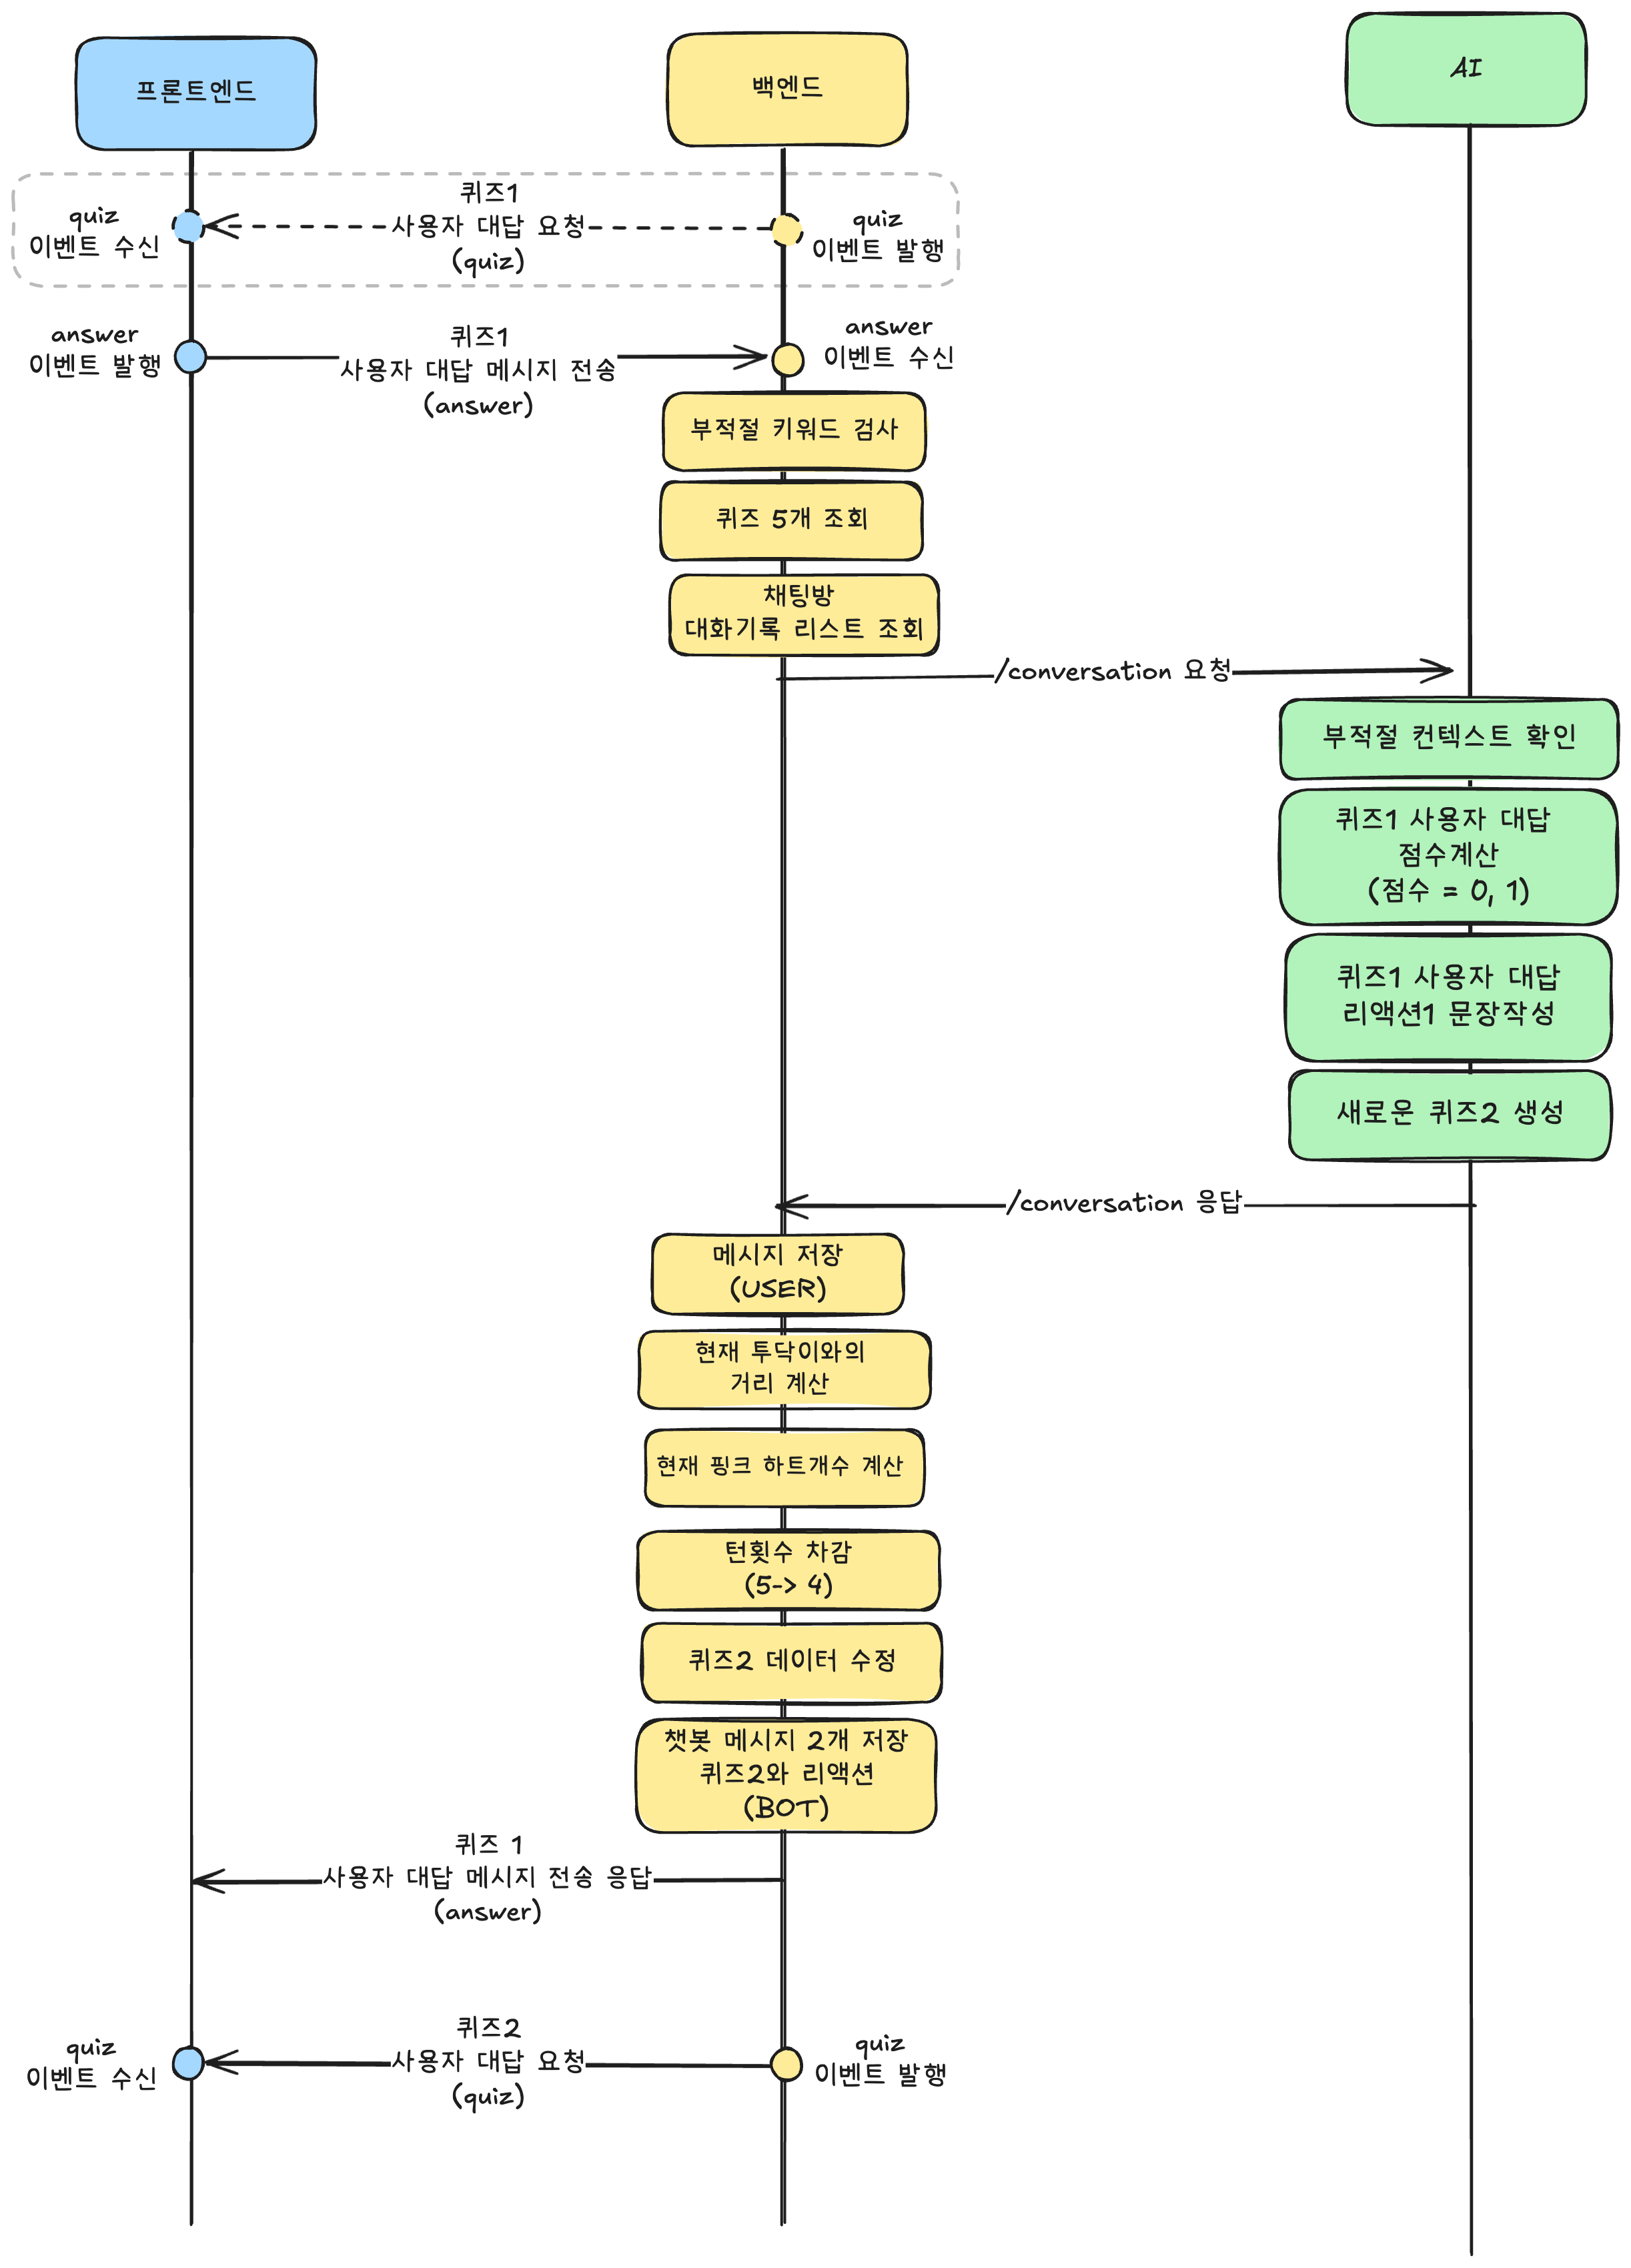 프론트엔드
백엔드
AI
quiz
이벤트 수신
퀴즈1
사용자 대답 요청
(quiz)
quiz
이벤트 발행
answer
이벤트 발행
퀴즈1
사용자 대답 메시지 전송
(answer)
answer
이벤트 수신
부적절 키워드 검사
퀴즈 5개 조회
채팅방
대화기록 리스트 조회
/conversation 요청
부적절 컨텍스트 확인
퀴즈1 사용자 대답
점수계산
(점수 = 0, 1)
퀴즈1 사용자 대답
리액션1 문장작성
새로운 퀴즈2 생성
/conversation 응답
메시지 저장
(USER)
현재 투닥이와의
거리 계산
현재 핑크 하트개수 계산
턴횟수 차감
(5-> 4)
퀴즈2 데이터 수정
챗봇 메시지 2개 저장
퀴즈2와 리액션
(BOT)
퀴즈 1
사용자 대답 메시지 전송 응답
(answer)
quiz
이벤트 수신
퀴즈2
사용자 대답 요청
(quiz)
quiz
이벤트 발행